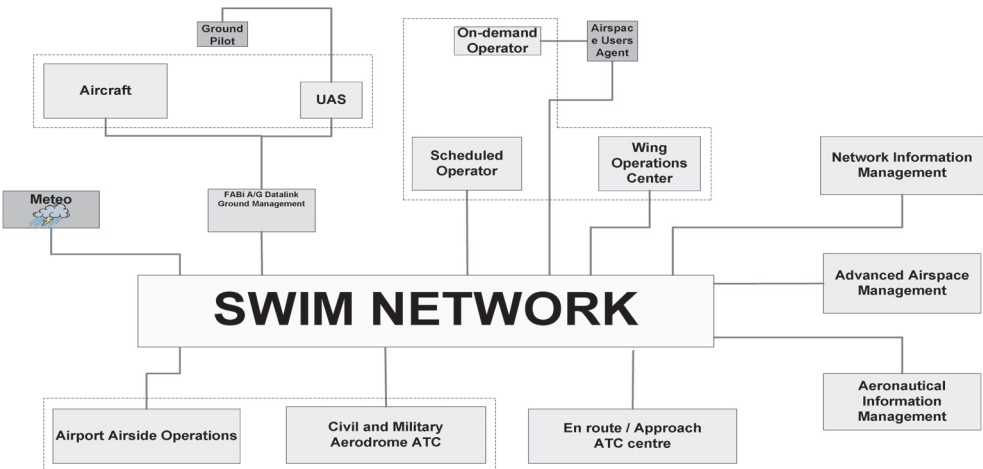 Ground
Pilot
On-demand
Operator
Airspac
e Users
Agent
Aircraft
UAS
Scheduled
Operator
Wing
Operations
Center
Network Information
Management
Meteo
FABi A/G Datalink
Ground Management
Advanced Airspace
Management
SWIM NETWORK
Aeronautical
Information
Management
Airport Airside Operations
Civil and Military
Aerodrome ATC
En route / Approach
ATC centre